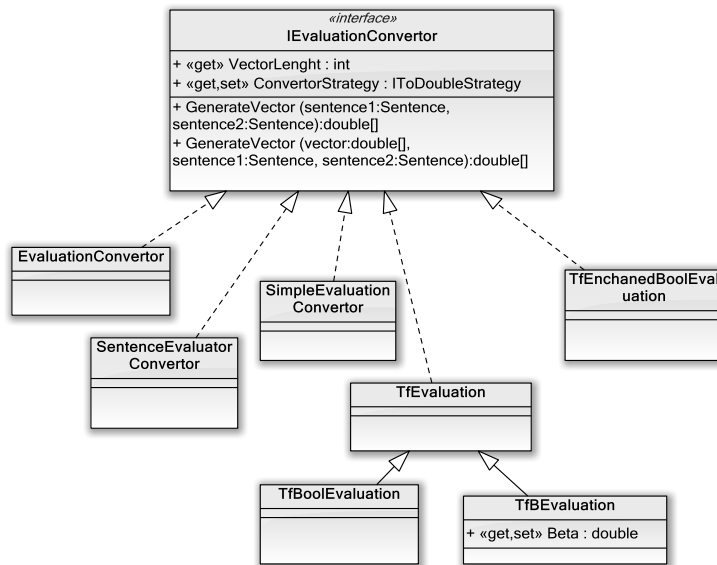 «interface»
IEvaluationConvertor
+ «get» VectorLenght : int
+ «get,set» ConvertorStrategy : IToDoubleStrategy
+ GenerateVector (sentence1:Sentence,
sentence2:Sentence):double[]
+ GenerateVector (vector:double[],
sentence1:Sentence, sentence2:Sentence):double[]
EvaluationConvertor
SentenceEvaluator
Convertor
SimpleEvaluation
Convertor
TfEnchanedBoolEval
uation
TfEvaluation
TfBoolEvaluation
TfBEvaluation
+ «get,set» Beta : double